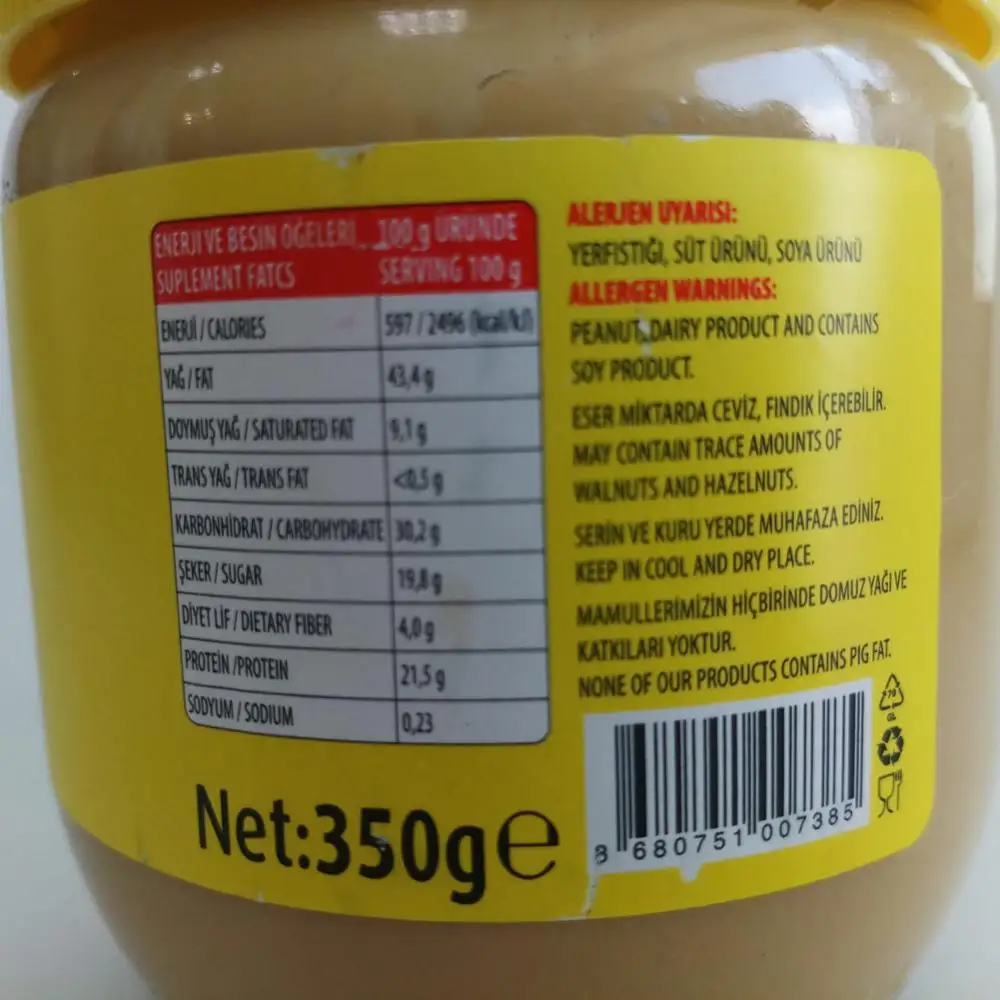 ENERJİ VE BESİN ÖĞELERİ 100 g ÜRÜNDE
SUPLEMENT FATCS SERVING 100 g
ENERJİ / CALORIES 597 / 2496 (kcal/kJ)
YAĞ / FAT 43,4 g
DOYMUŞ YAĞ / SATURATED FAT 9,1 g
TRANS YAĞ / TRANS FAT <0,5 g
KARBONHİDRAT / CARBOHYDRATE 30,2 g
ŞEKER / SUGAR 19,8 g
DİYET LİF / DIETARY FIBER 4,0 g
PROTEİN /PROTEİN 21,5 g
SODYUM / SODIUM 0,23
Net:350g e
ALERJEN UYARISI:
YERFISTIĞI, SÜT ÜRÜNÜ, SOYA ÜRÜNÜ
ALLERGEN WARNINGS:
PEANUT, DAIRY PRODUCT AND CONTAINS
SOY PRODUCT.
ESER MİKTARDA CEVİZ, FINDIK İÇEREBİLİR.
MAY CONTAIN TRACE AMOUNTS OF
WALNUTS AND HAZELNUTS.
SERİN VE KURU YERDE MUHAFAZA EDİNİZ.
KEEP IN COOL AND DRY PLACE.
MAMULLERİMİZİN HİÇBİRİNDE DOMUZ YAĞI VE
KATKILARI YOKTUR.
NONE OF OUR PRODUCTS CONTAINS PIG FAT.
70
GL
8 680751 007385